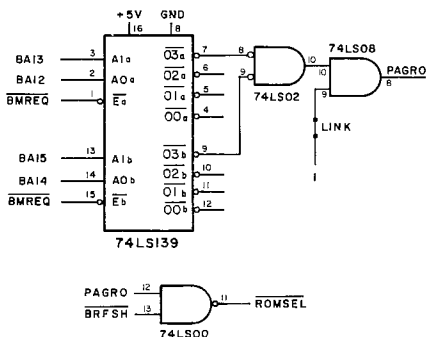 +5V GND
16 8
74LS08
BA13 3 A1a O3a 7 8 10 10 PAGRO
BA12 2 A0a O2a 6 9 8
BMREQ 1 Ea O1a 5 74LS02 9
O0a 4
LINK
BA15 13 A1b O3b 9
BA14 14 A0b O2b 10 1
BMREQ 15 Eb O1b 11
O0b 12
74LS139
PAGRO 12 11 ROMSEL
BRFSH 13
74LS00